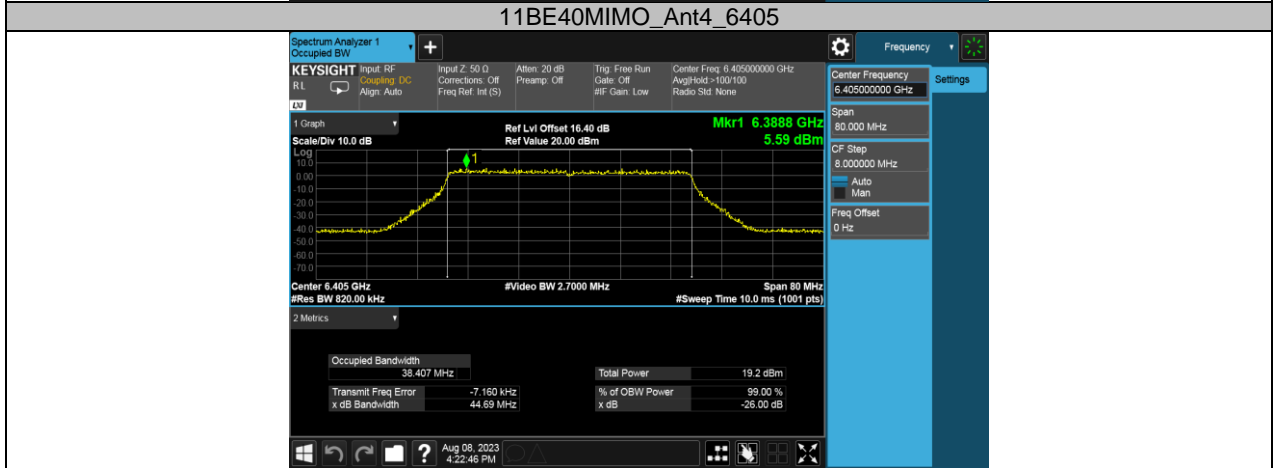 11BE40MIMO_Ant4_6405
Spectrum Analyzer 1
Occupied BW
+
Frequency
KEYSIGHT
RL
LXI
Input: RF
Coupling: DC
Align: Auto
Input Z: 50 Ω
Corrections: Off
Freq Ref: Int (S)
Atten: 20 dB
Preamp: Off
Trig: Free Run
Gate: Off
#IF Gain: Low
Center Freq: 6.405000000 GHz
Avg|Hold:>100/100
Radio Std: None
Center Frequency
6.405000000 GHz
Settings
Span
80.000 MHz
CF Step
8.000000 MHz
Auto
Man
Freq Offset
0 Hz
1 Graph
Scale/Div 10.0 dB
Ref Lvl Offset 16.40 dB
Ref Value 20.00 dBm
Mkr1 6.3888 GHz
5.59 dBm
Log
10.0
0.00
-10.0
-20.0
-30.0
-40.0
-50.0
-60.0
-70.0
1
Center 6.405 GHz
#Res BW 820.00 kHz
#Video BW 2.7000 MHz
Span 80 MHz
#Sweep Time 10.0 ms (1001 pts)
2 Metrics
Occupied Bandwidth
38.407 MHz
Total Power 19.2 dBm
Transmit Freq Error -7.160 kHz
% of OBW Power 99.00 %
x dB Bandwidth 44.69 MHz
x dB -26.00 dB
?
Aug 08, 2023
4:22:46 PM